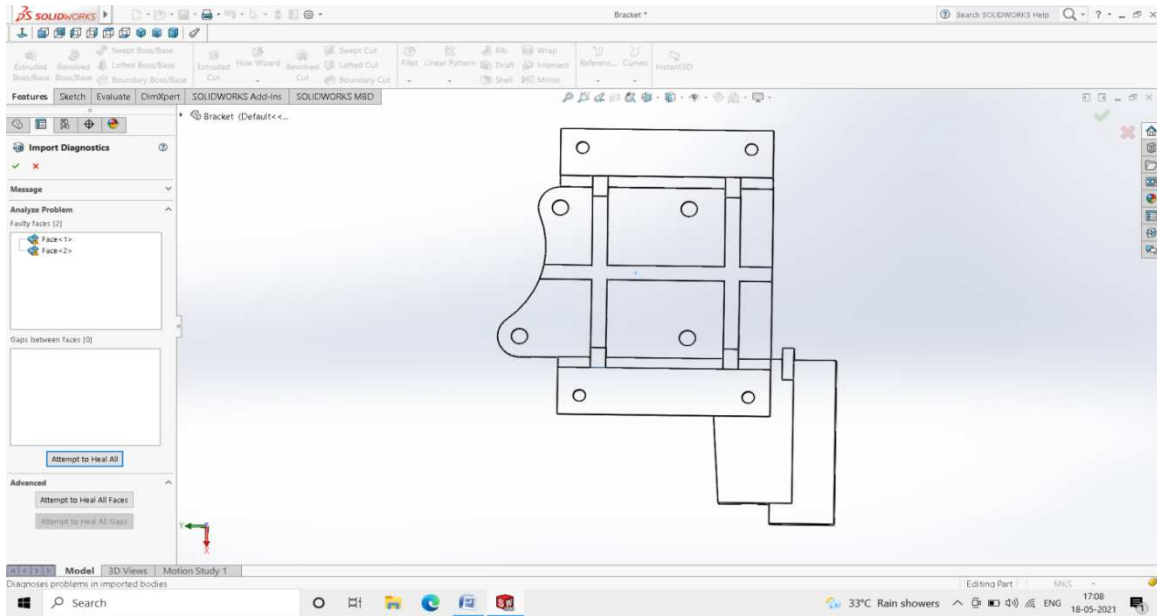 SOLIDWORKS
Bracket *
Search SOLIDWORKS Help
Extruded Boss/Base
Revolved Boss/Base
Swept Boss/Base
Lofted Boss/Base
Boundary Boss/Base
Extruded Cut
Hole Wizard
Revolved Cut
Swept Cut
Lofted Cut
Boundary Cut
Fillet
Linear Pattern
Rib
Draft
Shell
Wrap
Intersect
Mirror
Referenc...
Curves
Instant3D
Features
Sketch
Evaluate
DimXpert
SOLIDWORKS Add-Ins
SOLIDWORKS MBD
Bracket (Default<<...
Import Diagnostics
Message
Analyze Problem
Faulty faces [2]
Face<1>
Face<2>
Gaps between faces [0]
Attempt to Heal All
Advanced
Attempt to Heal All Faces
Attempt to Heal All Gaps
Y
X
Model
3D Views
Motion Study 1
Diagnoses problems in imported bodies
Editing Part
MKS
Search
33°C Rain showers
ENG
17:08
18-05-2021